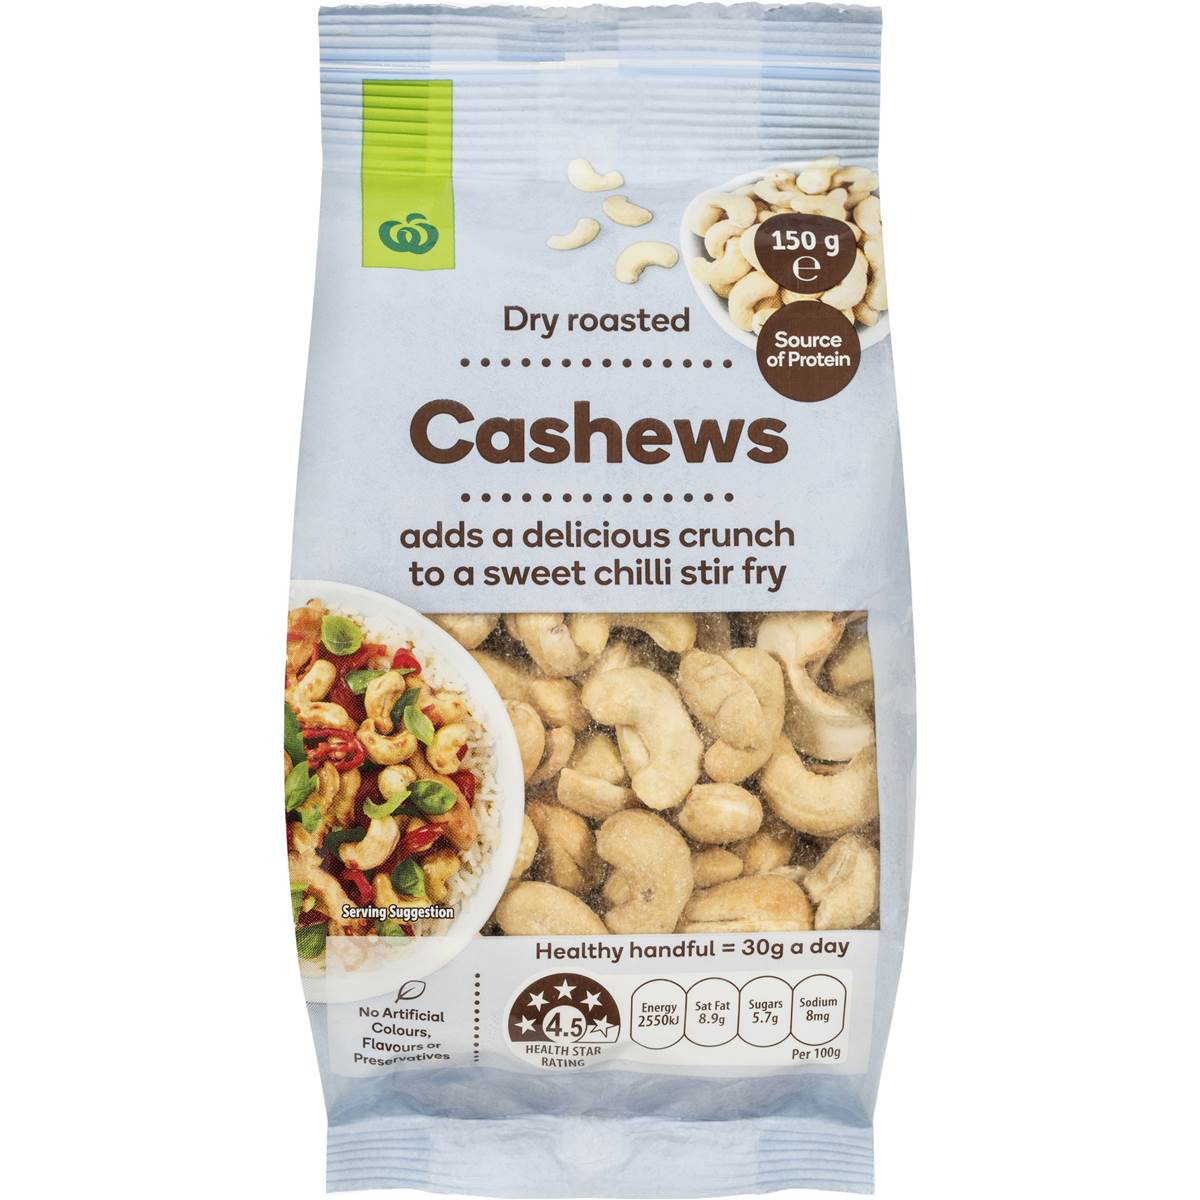 150 g
e
Source
of Protein
Dry roasted
Cashews
adds a delicious crunch
to a sweet chilli stir fry
Serving Suggestion
Healthy handful = 30g a day
No Artificial
Colours,
Flavours or
Preservatives
4.5
HEALTH STAR
RATING
Energy
2550kJ
Sat Fat
8.9g
Sugars
5.7g
Sodium
8mg
Per 100g